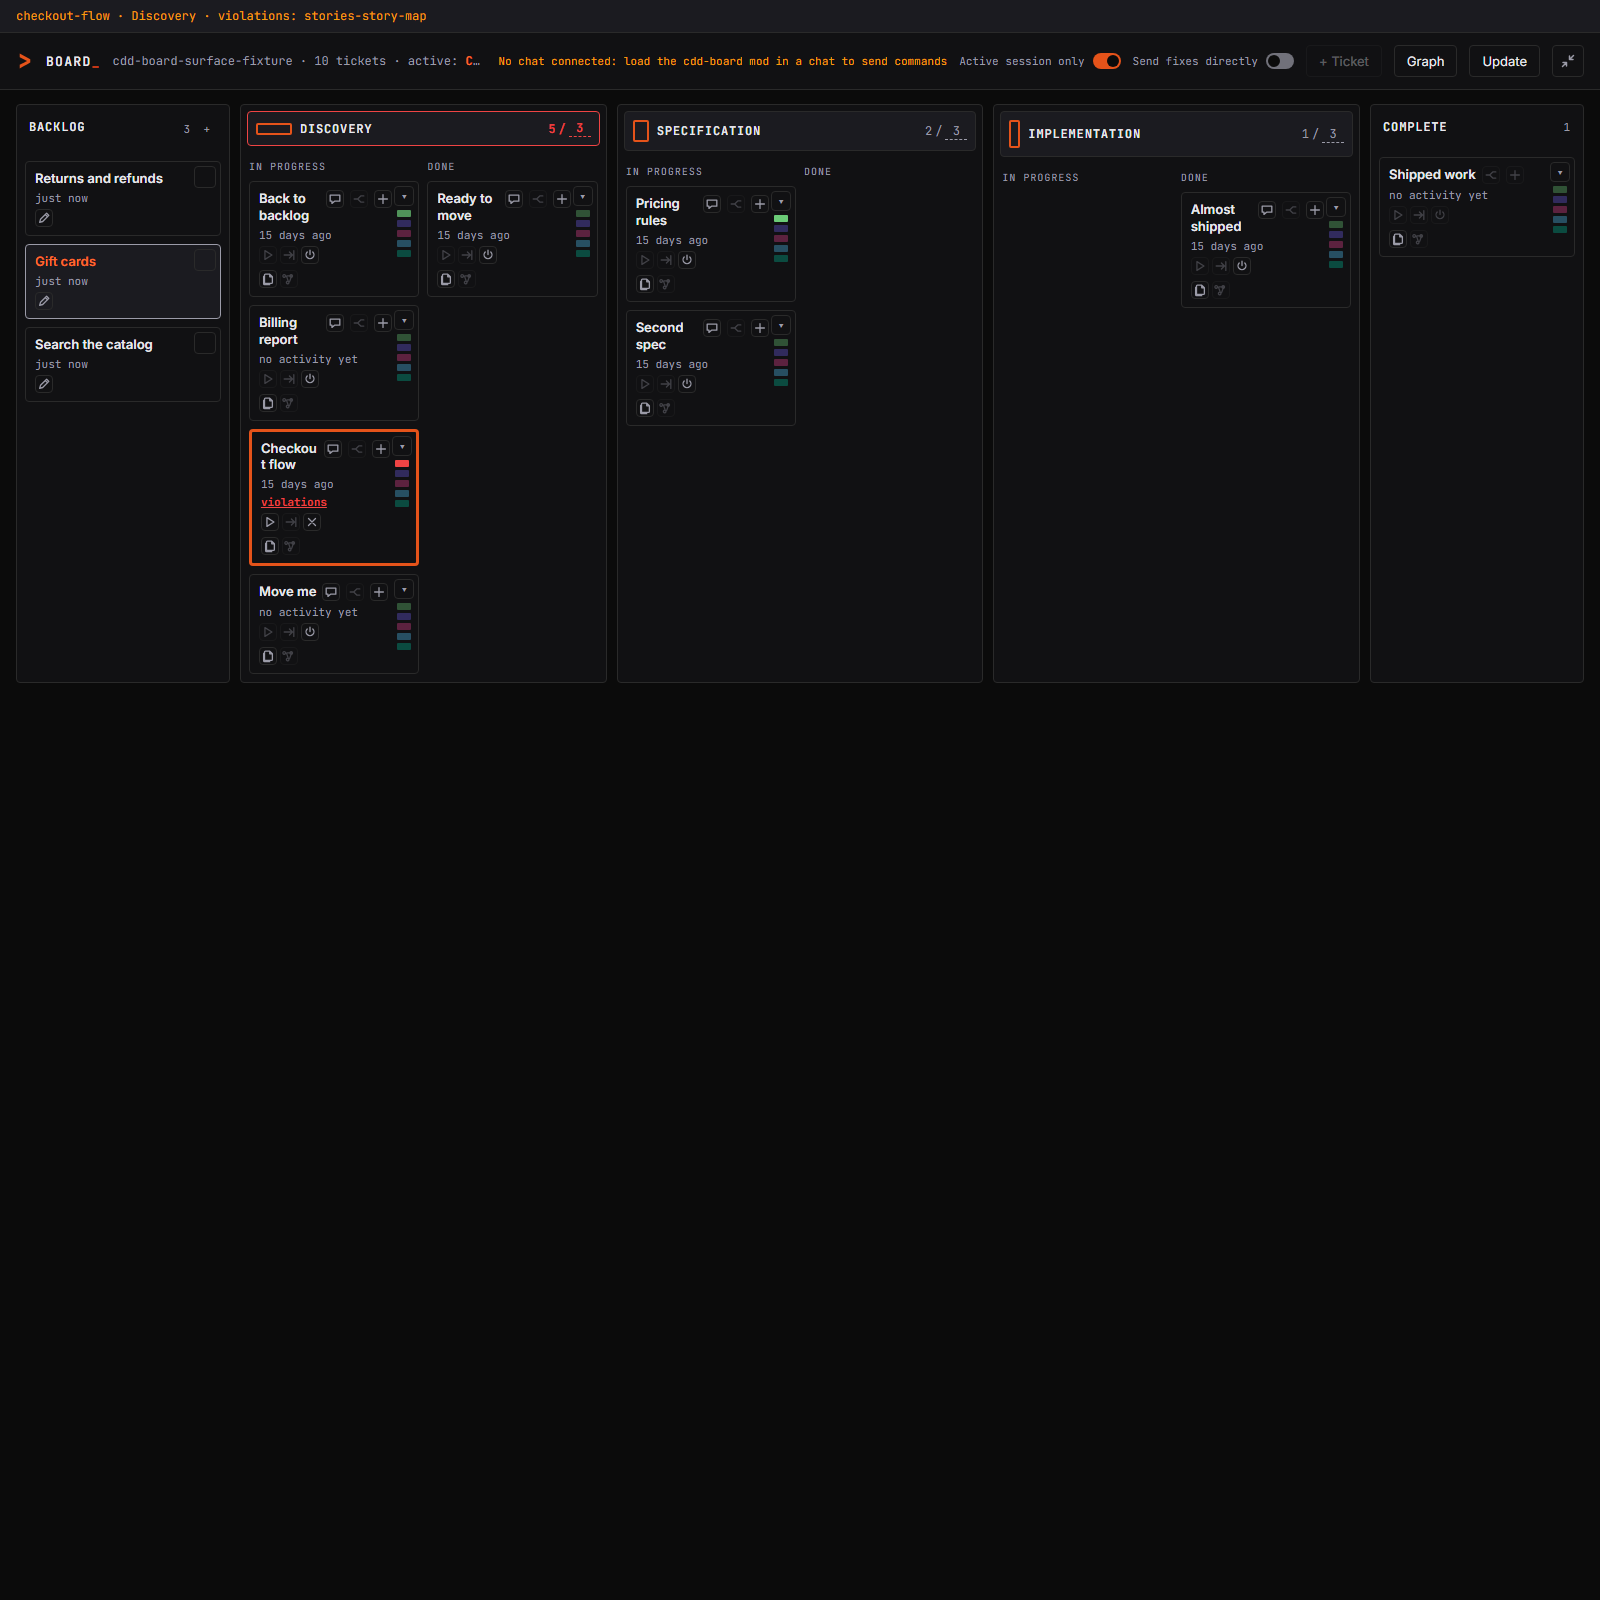 checkout-flow · Discovery · violations: stories-story-map
> BOARD_ cdd-board-surface-fixture · 10 tickets · active: C… No chat connected: load the cdd-board mod in a chat to send commands Active session only Send fixes directly + Ticket Graph Update
BACKLOG 3 +
Returns and refunds
just now
Gift cards
just now
Search the catalog
just now
DISCOVERY 5 / 3
IN PROGRESS
Back to
backlog
15 days ago
Billing
report
no activity yet
Checkou
t flow
15 days ago
violations
Move me
no activity yet
DONE
Ready to
move
15 days ago
SPECIFICATION 2 / 3
IN PROGRESS
Pricing
rules
15 days ago
Second
spec
15 days ago
DONE
IMPLEMENTATION 1 / 3
IN PROGRESS
DONE
Almost
shipped
15 days ago
COMPLETE 1
Shipped work
no activity yet